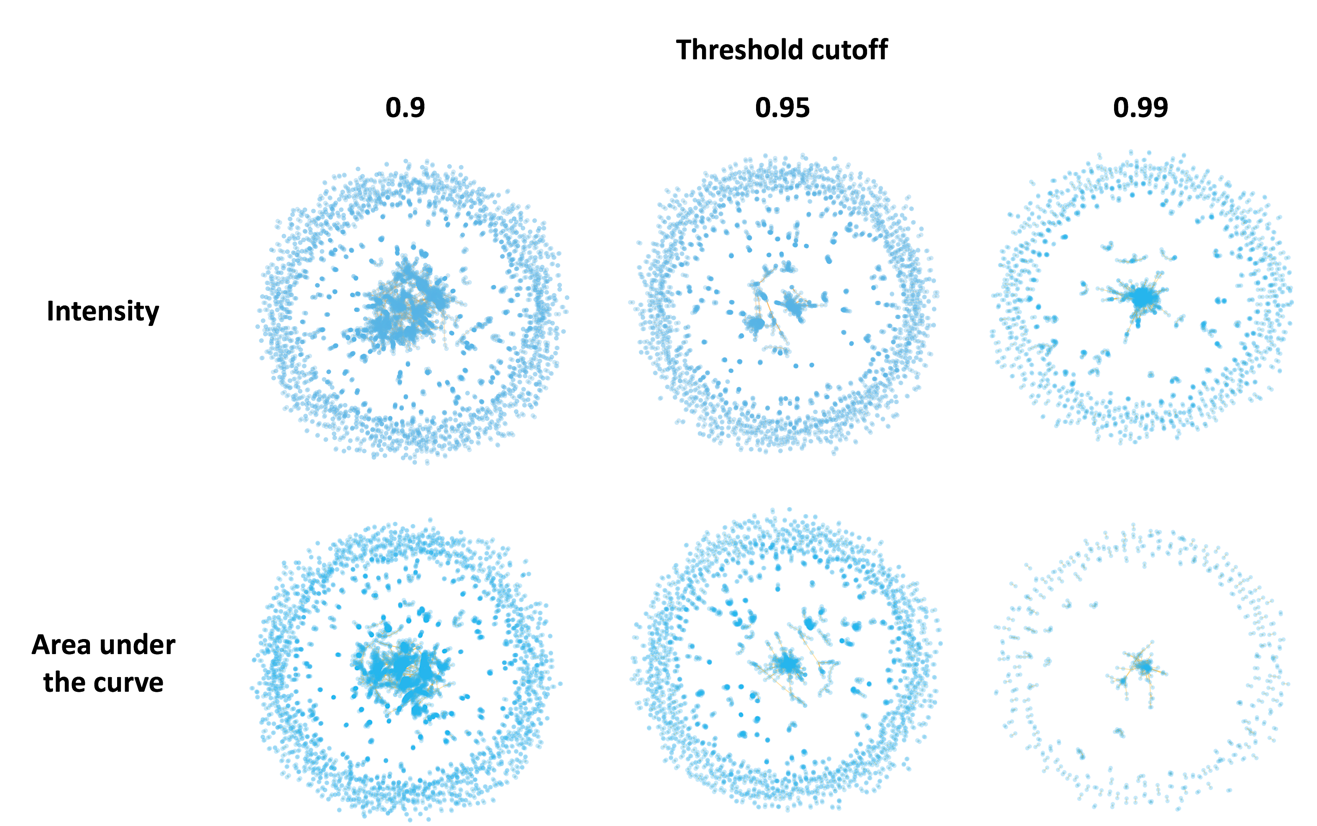 Threshold cutoff
0.9 0.95 0.99
Intensity
Area under
the curve